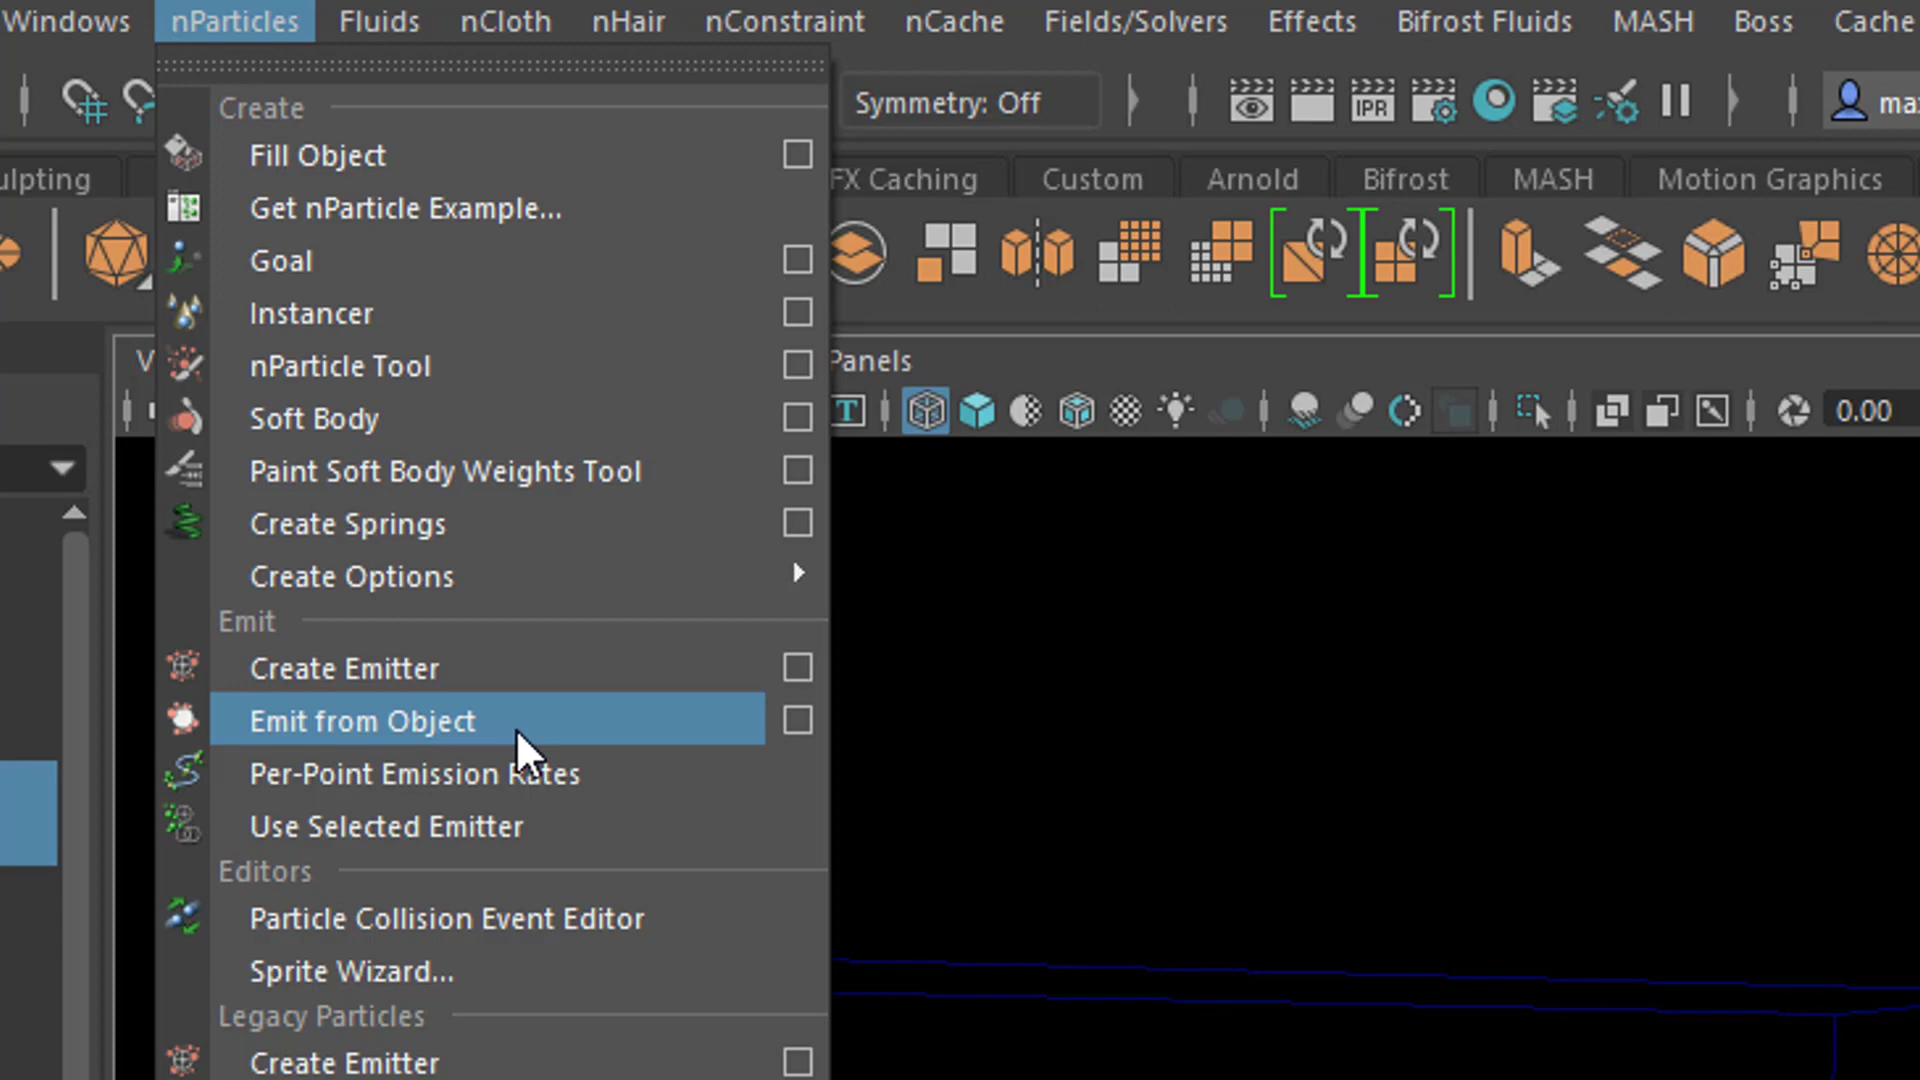 Windows nParticles Fluids nCloth nHair nConstraint nCache Fields/Solvers Effects Bifrost Fluids MASH Boss Cache
Symmetry: Off
IPR
Create
Fill Object
Get nParticle Example...
Goal
Instancer
nParticle Tool
Soft Body
Paint Soft Body Weights Tool
Create Springs
Create Options
Emit
Create Emitter
Emit from Object
Per-Point Emission Rates
Use Selected Emitter
Editors
Particle Collision Event Editor
Sprite Wizard...
Legacy Particles
Create Emitter
FX Caching Custom Arnold Bifrost MASH Motion Graphics
Panels
T
0.00